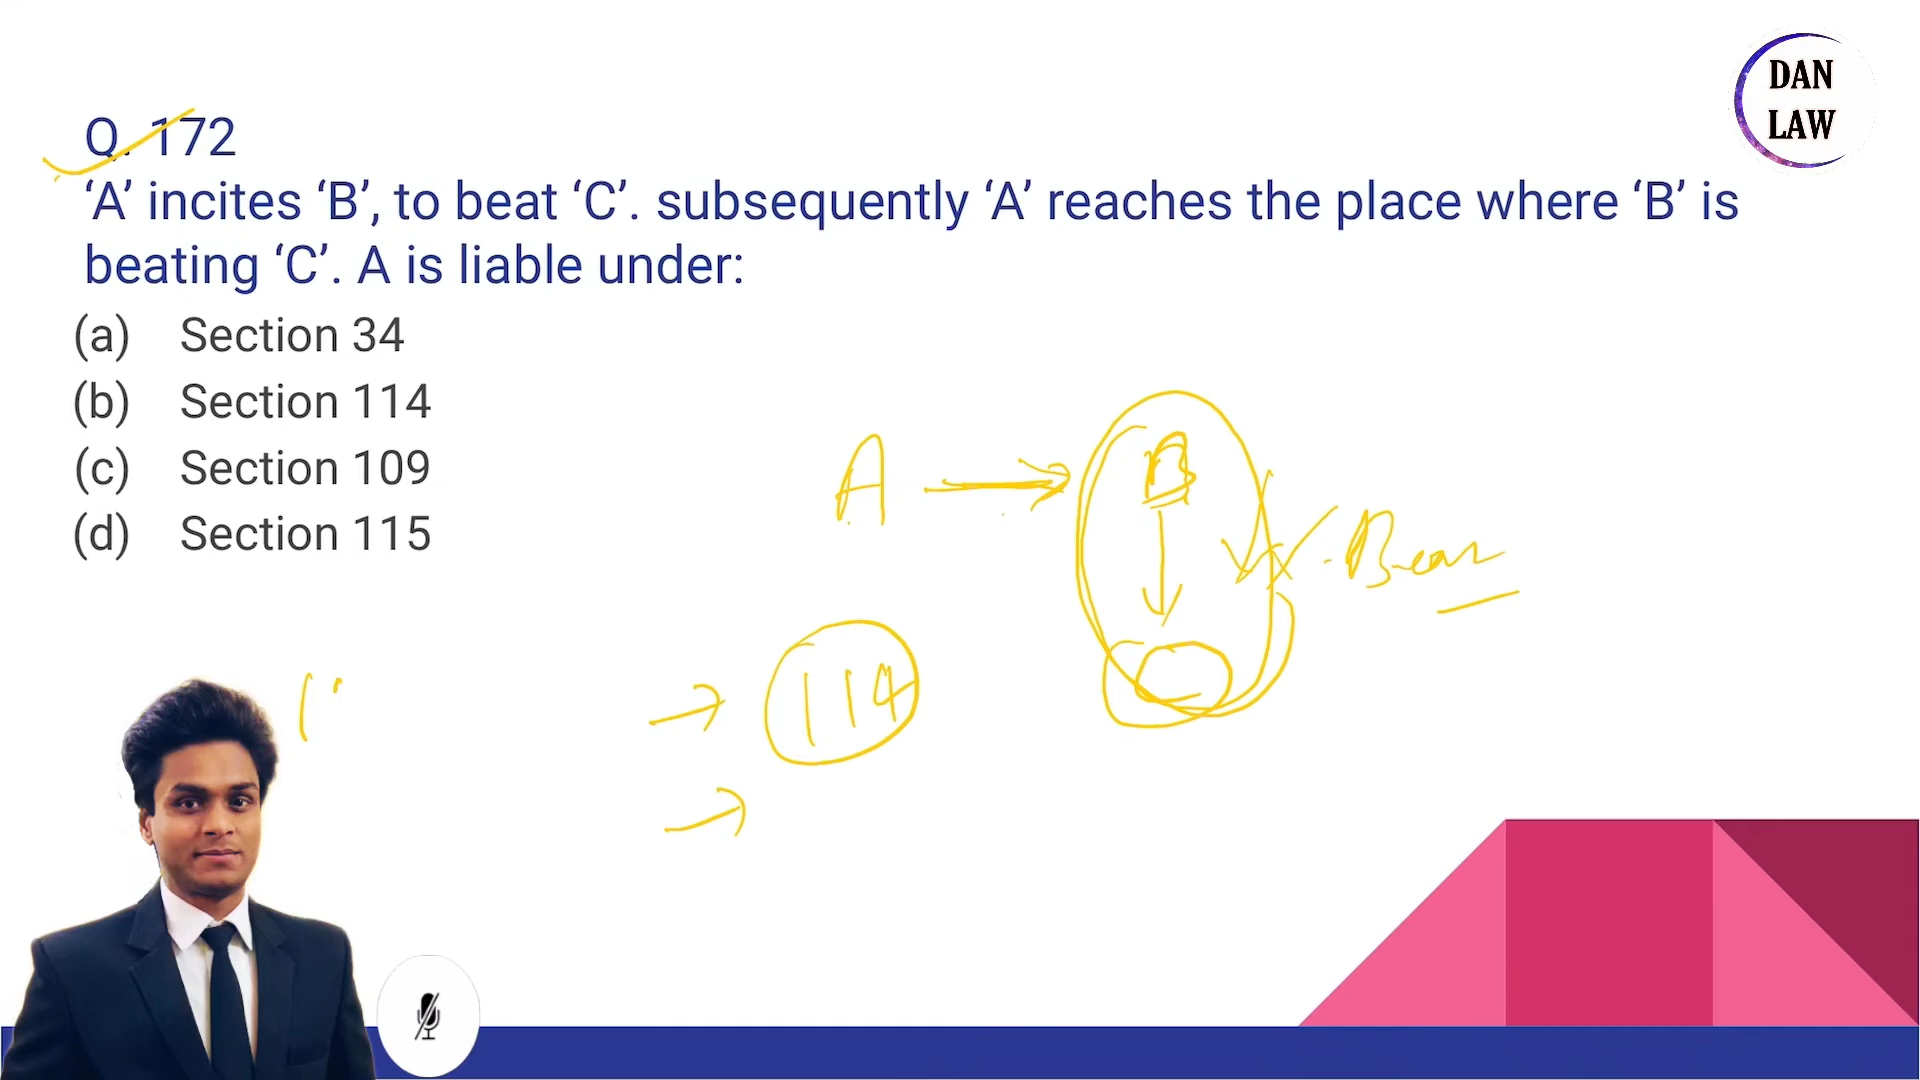 DAN
LAW
Q. 172
‘A’ incites ‘B’, to beat ‘C’. subsequently ‘A’ reaches the place where ‘B’ is
beating ‘C’. A is liable under:
(a) Section 34
(b) Section 114
(c) Section 109
(d) Section 115
A
B
114